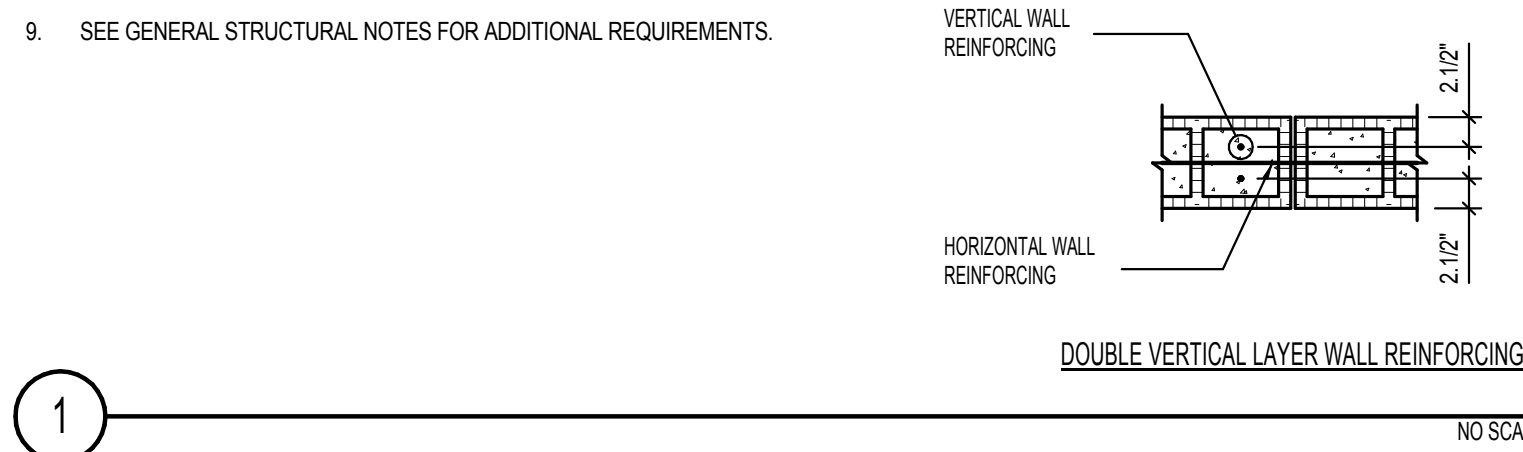 9. SEE GENERAL STRUCTURAL NOTES FOR ADDITIONAL REQUIREMENTS.
VERTICAL WALL
REINFORCING
2.1/2"
HORIZONTAL WALL
REINFORCING
2.1/2"
DOUBLE VERTICAL LAYER WALL REINFORCING
1
NO SCA